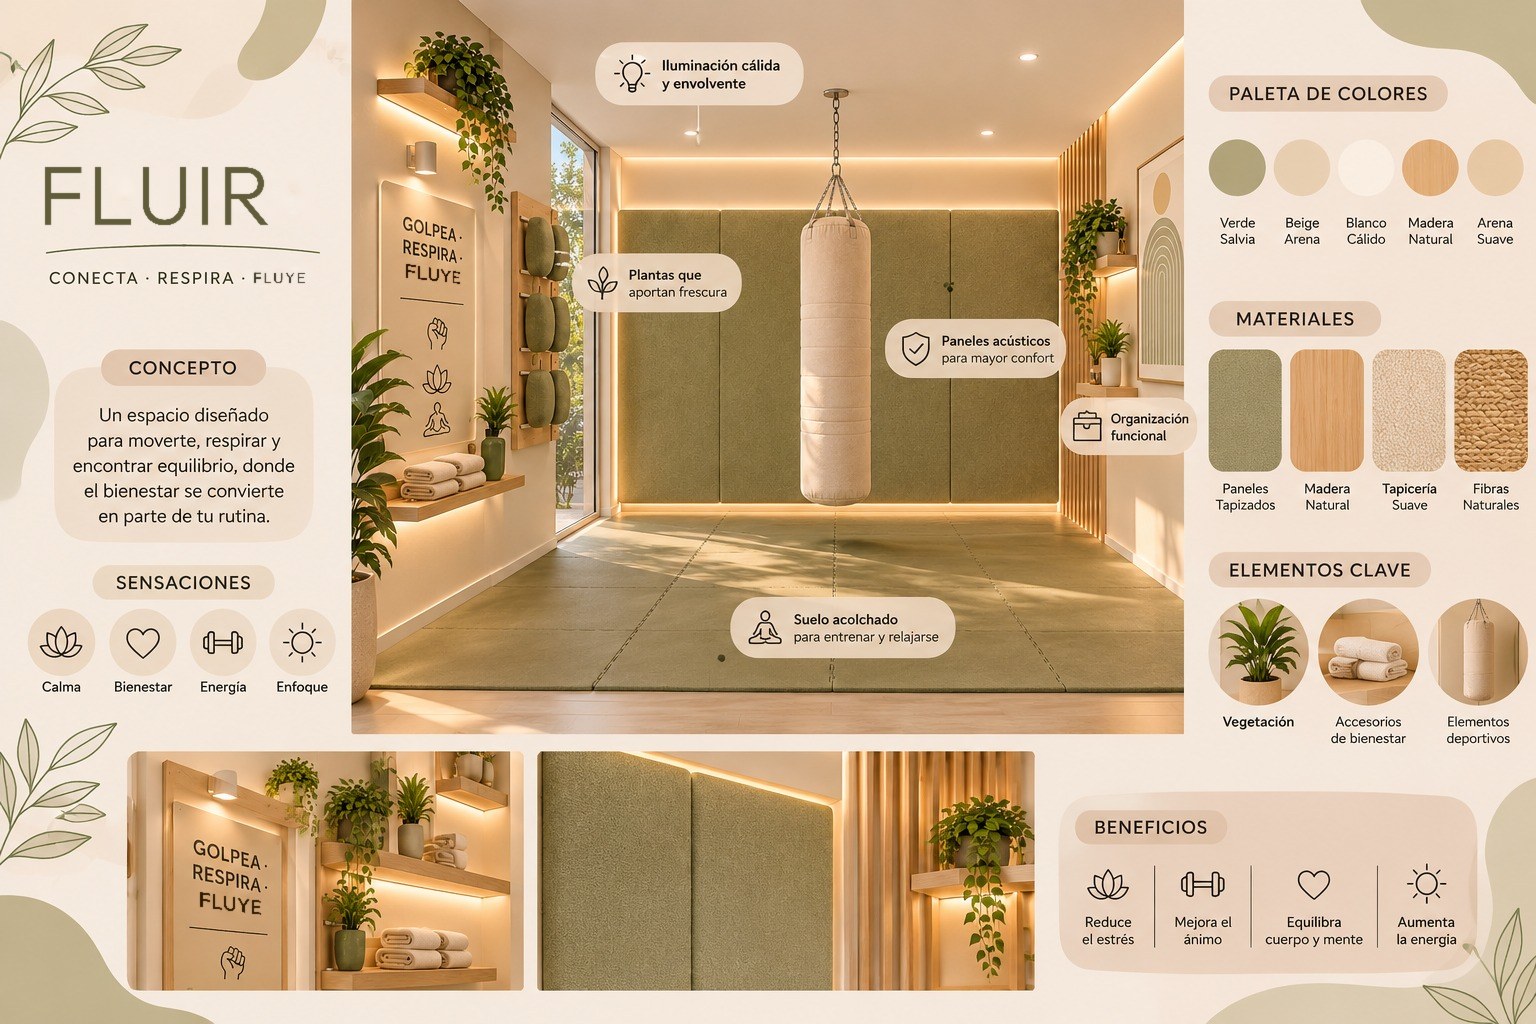 FLUIR
CONECTA · RESPIRA · FLUYE
CONCEPTO
Un espacio diseñado
para moverte, respirar y
encontrar equilibrio, donde
el bienestar se convierte
en parte de tu rutina.
SENSACIONES
Calma
Bienestar
Energía
Enfoque
Iluminación cálida
y envolvente
GOLPEA ·
RESPIRA ·
FLUYE
Plantas que
aportan frescura
Paneles acústicos
para mayor confort
Organización
funcional
Suelo acolchado
para entrenar y relajarse
PALETA DE COLORES
Verde
Salvia
Beige
Arena
Blanco
Cálido
Madera
Natural
Arena
Suave
MATERIALES
Paneles
Tapizados
Madera
Natural
Tapicería
Suave
Fibras
Naturales
ELEMENTOS CLAVE
Vegetación
Accesorios
de bienestar
Elementos
deportivos
GOLPEA ·
RESPIRA ·
FLUYE
BENEFICIOS
Reduce
el estrés
Mejora el
ánimo
Equilibra
cuerpo y mente
Aumenta
la energia